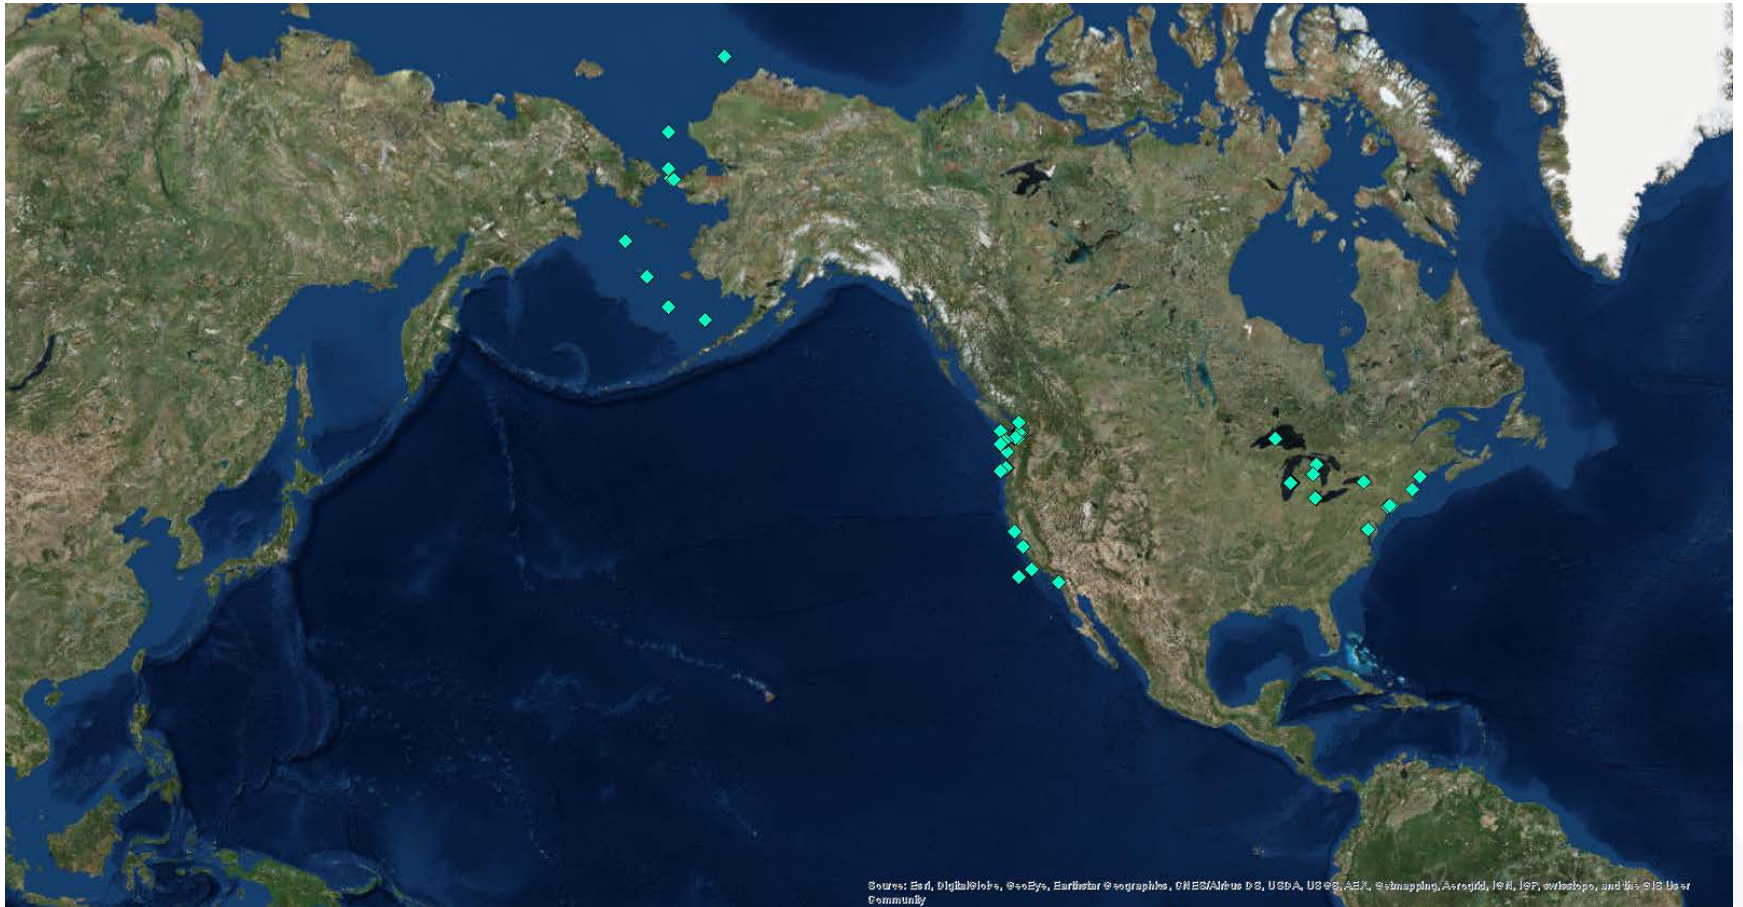 Source: Esri, DigitalGlobe, GeoEye, Earthstar Geographics, CNES/Airbus DS, USDA, USGS, AEX, Getmapping, Aerogrid, IGN, IGP, swisstopo, and the GIS User
Community